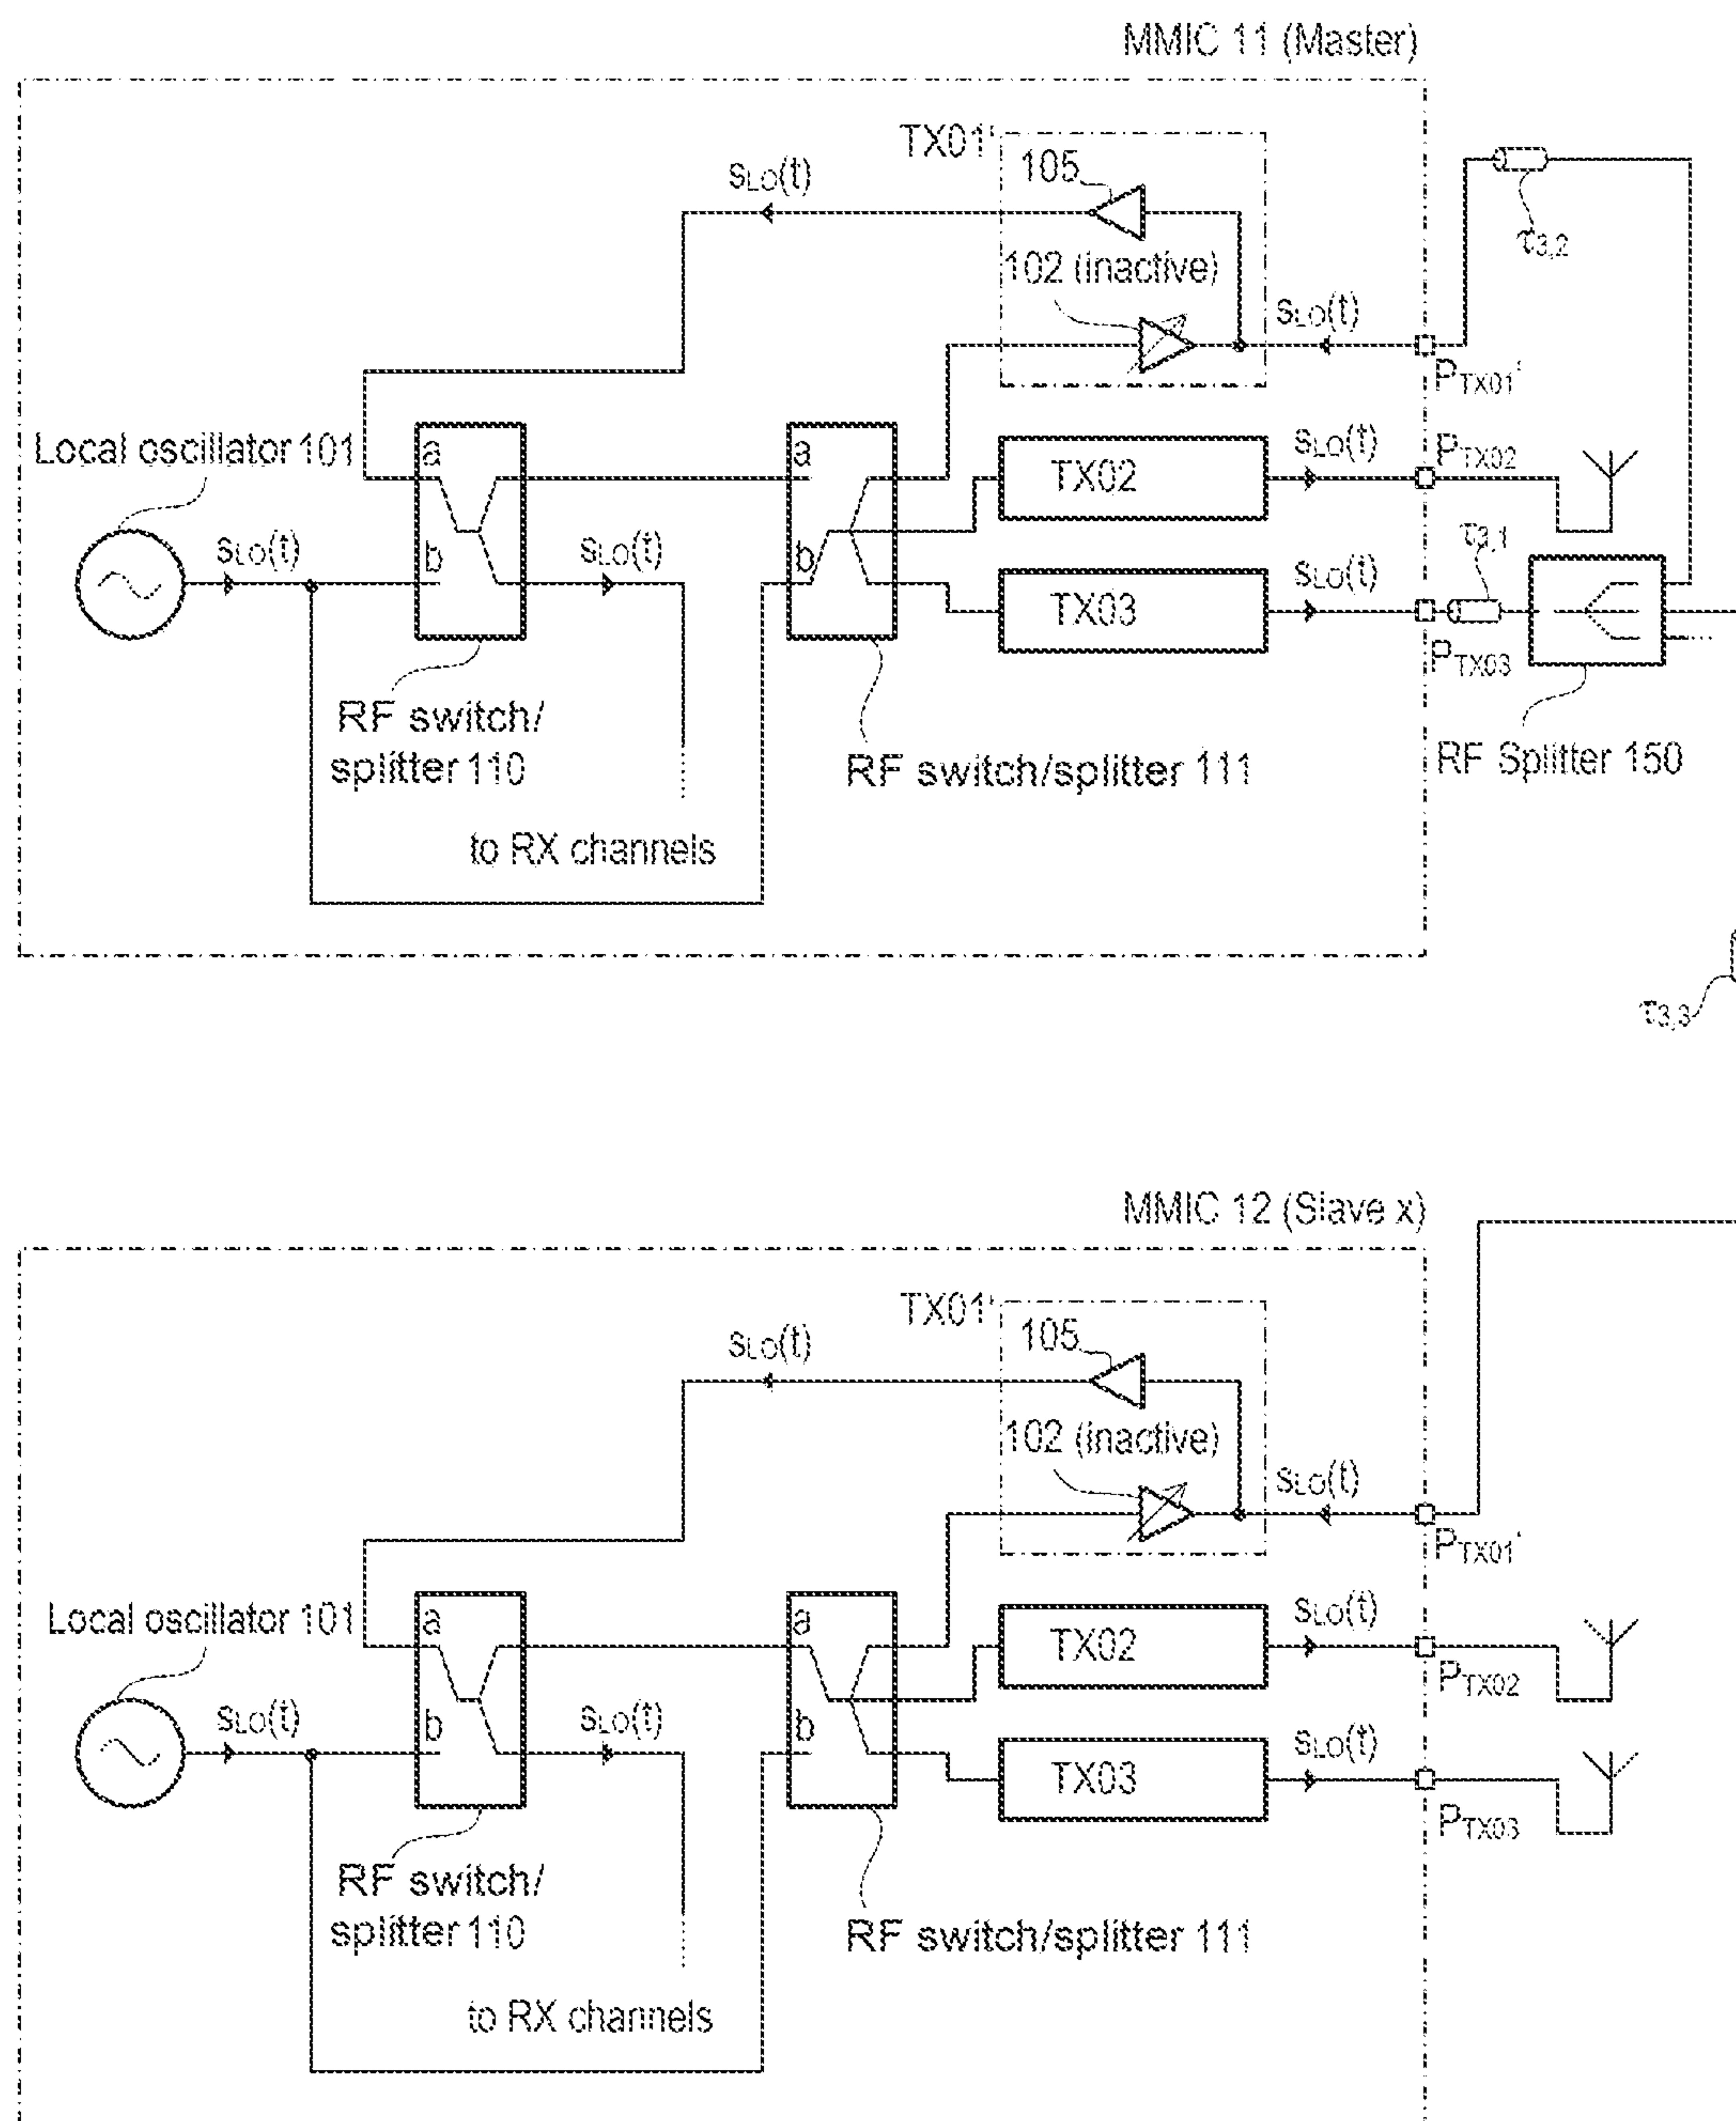 MMIC 11 (Master)
TX01'
105
sLO(t)
τ3,2
102 (inactive)
sLO(t)
PTX01'
Local oscillator 101
a
a
sLO(t)
PTX02
TX02
sLO(t)
b
sLO(t)
b
τ3,1
sLO(t)
TX03
PTX03
RF switch/
splitter 110
RF switch/splitter 111
RF Splitter 150
to RX channels
τ3,3
MMIC 12 (Slave x)
TX01'
105
sLO(t)
102 (inactive)
sLO(t)
PTX01'
Local oscillator 101
a
a
sLO(t)
TX02
PTX02
sLO(t)
b
sLO(t)
b
sLO(t)
TX03
PTX03
RF switch/
splitter 110
RF switch/splitter 111
to RX channels